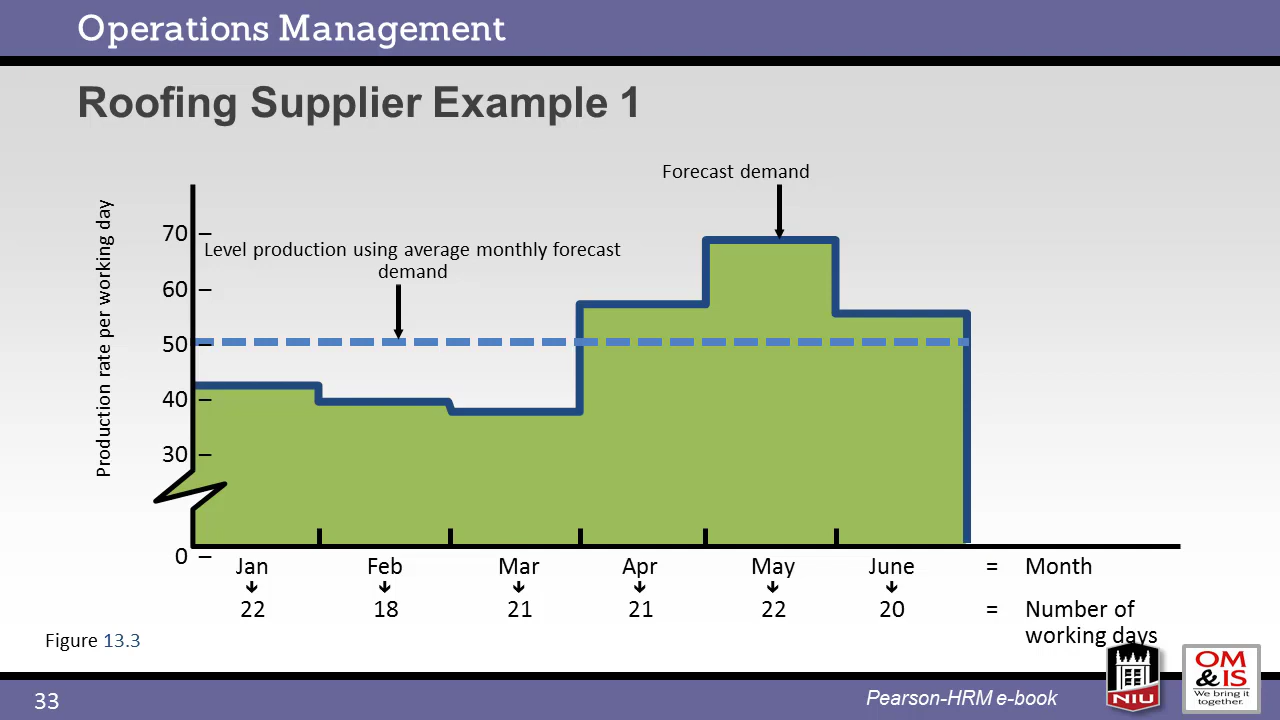 Operations Management
Roofing Supplier Example 1
Forecast demand
Level production using average monthly forecast
demand
Production rate per working day
70
60
50
40
30
0
Jan Feb Mar Apr May June = Month
22 18 21 21 22 20 = Number of
working days
Figure 13.3
33
Pearson-HRM e-book
NIU
OM
&IS
We bring it
together.